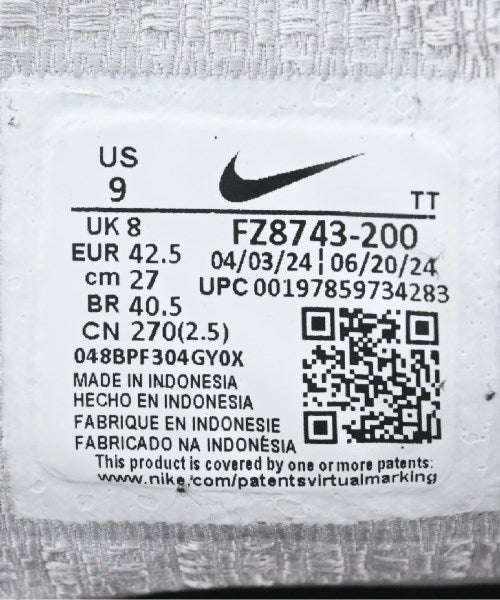 US
9
TT
UK 8
EUR 42.5
cm 27
BR 40.5
CN 270(2.5)
FZ8743-200
04/03/24 | 06/20/24
UPC 00197859734283
048BPF304GY0X
MADE IN INDONESIA
HECHO EN INDONESIA
FABRIQUE EN INDONESIE
FABRICADO NA INDONÉSIA
This product is covered by one or more patents:
www.nike.com/patentsvirtualmarking